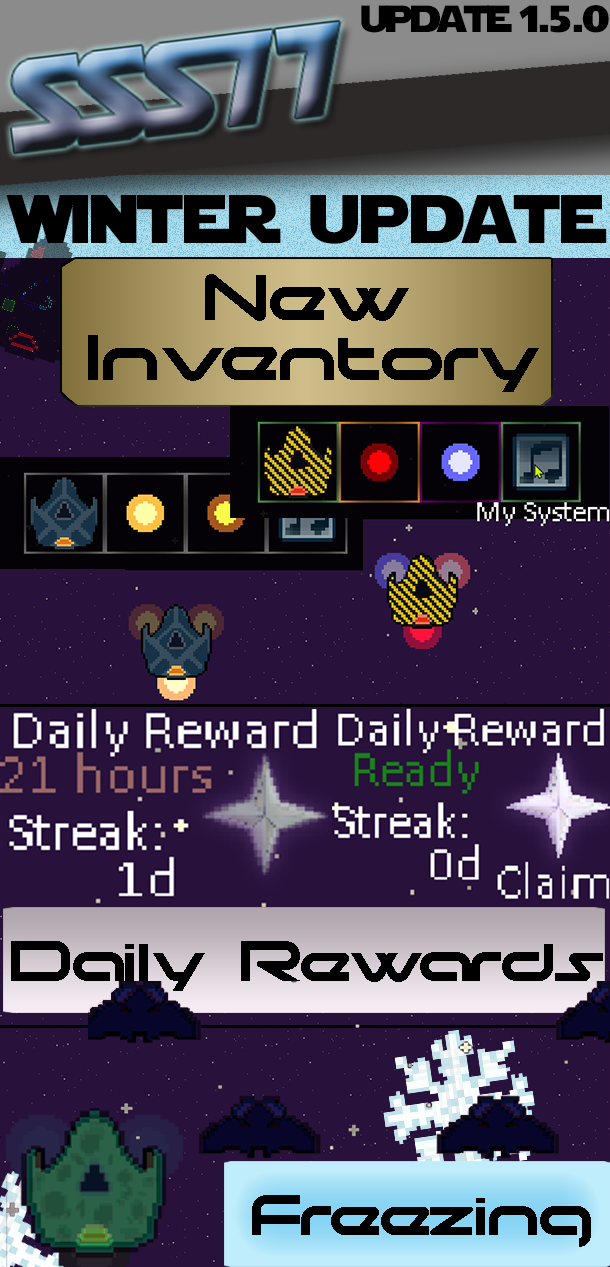 UPDATE 1.5.0
SSS77
WINTER UPDATE
New
Inventory
My System
Daily Reward
21 hours
Streak:
1d
Daily Reward
Ready
Streak:
0d
Claim
Daily Rewards
Freezing